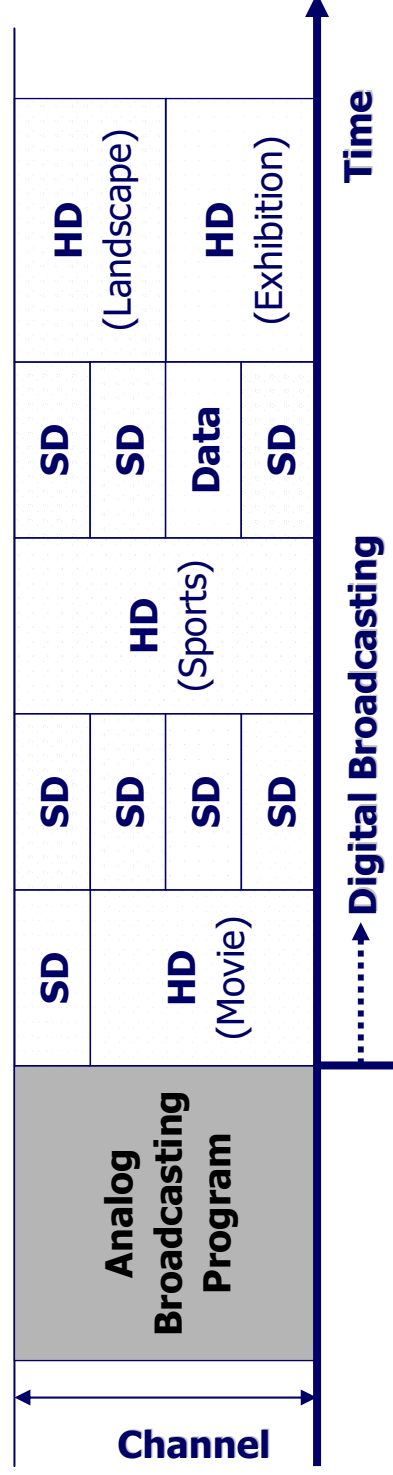 Channel
Analog
Broadcasting
Program
SD
HD
(Movie)
SD
SD
SD
SD
HD
(Sports)
SD
SD
Data
SD
HD
(Landscape)
HD
(Exhibition)
Digital Broadcasting
Time